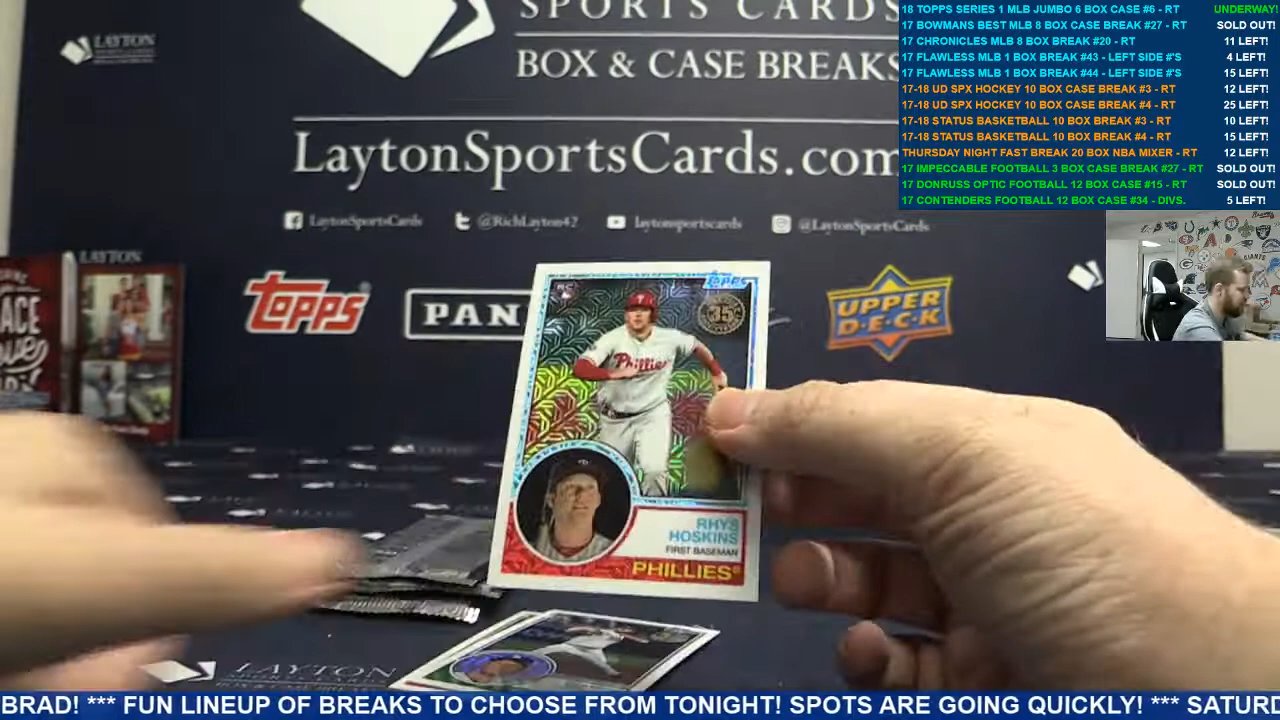 SPORTS CARDS
BOX & CASE BREAKS
LaytonSportsCards.com
LaytonSportsCards
@RichLayton42
laytonsportscards
@LaytonSportsCards
LAYTON
18 TOPPS SERIES 1 MLB JUMBO 6 BOX CASE #6 - RT UNDERWAY!
17 BOWMANS BEST MLB 8 BOX CASE BREAK #27 - RT SOLD OUT!
17 CHRONICLES MLB 8 BOX BREAK #20 - RT 11 LEFT!
17 FLAWLESS MLB 1 BOX BREAK #43 - LEFT SIDE #'S 4 LEFT!
17 FLAWLESS MLB 1 BOX BREAK #44 - LEFT SIDE #'S 15 LEFT!
17-18 UD SPX HOCKEY 10 BOX CASE BREAK #3 - RT 12 LEFT!
17-18 UD SPX HOCKEY 10 BOX CASE BREAK #4 - RT 25 LEFT!
17-18 STATUS BASKETBALL 10 BOX BREAK #3 - RT 10 LEFT!
17-18 STATUS BASKETBALL 10 BOX BREAK #4 - RT 15 LEFT!
THURSDAY NIGHT FAST BREAK 20 BOX NBA MIXER - RT 12 LEFT!
17 IMPECCABLE FOOTBALL 3 BOX CASE BREAK #27 - RT SOLD OUT!
17 DONRUSS OPTIC FOOTBALL 12 BOX CASE #15 - RT SOLD OUT!
17 CONTENDERS FOOTBALL 12 BOX CASE #34 - DIVS. 5 LEFT!
LAYTON
TOPPS
PANI
UPPER
D·E·C·K
topps
35
Phillies
RHYS
HOSKINS
FIRST BASEMAN
PHILLIES
LAYTON
BRAD! *** FUN LINEUP OF BREAKS TO CHOOSE FROM TONIGHT! SPOTS ARE GOING QUICKLY! *** SATURD